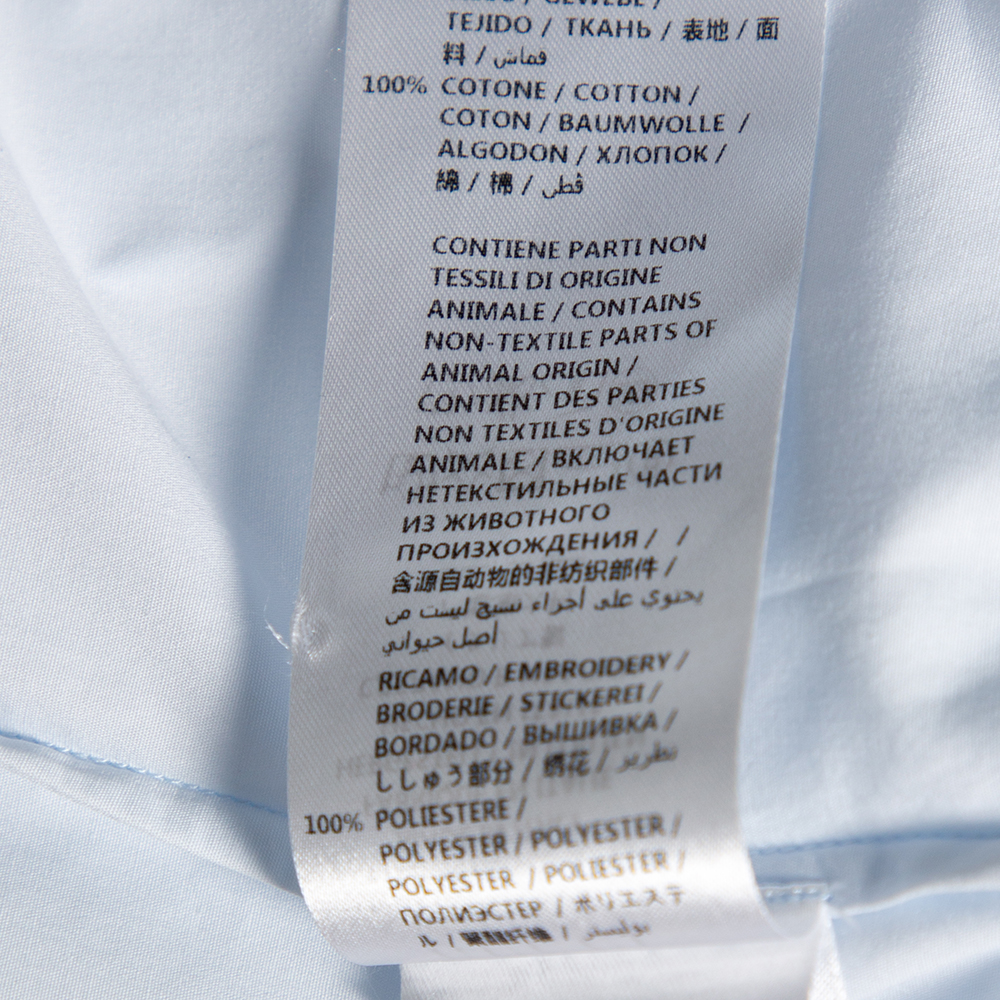 / GEWEBE /
TEJIDO / ТКАНЬ / 表地 / 面
料 / قماش
100% COTONE / COTTON /
COTON / BAUMWOLLE /
ALGODON / ХЛОПОК /
綿 / 棉 / قطن
CONTIENE PARTI NON
TESSILI DI ORIGINE
ANIMALE / CONTAINS
NON-TEXTILE PARTS OF
ANIMAL ORIGIN /
CONTIENT DES PARTIES
NON TEXTILES D'ORIGINE
ANIMALE / ВКЛЮЧАЕТ
НЕТЕКСТИЛЬНЫЕ ЧАСТИ
ИЗ ЖИВОТНОГО
ПРОИЗХОЖДЕНИЯ / /
含源自动物的非纺织部件 /
يحتوي على أجزاء نسيج ليست من
أصل حيواني
RICAMO / EMBROIDERY /
BRODERIE / STICKEREI /
BORDADO / ВЫШИВКА /
ししゅう部分 / 绣花 / تطريز
100% POLIESTERE /
POLYESTER / POLYESTER /
POLYESTER / POLIESTER /
ПОЛИЭСТЕР / ポリエステ
ル / 聚酯纤维 / بوليستر